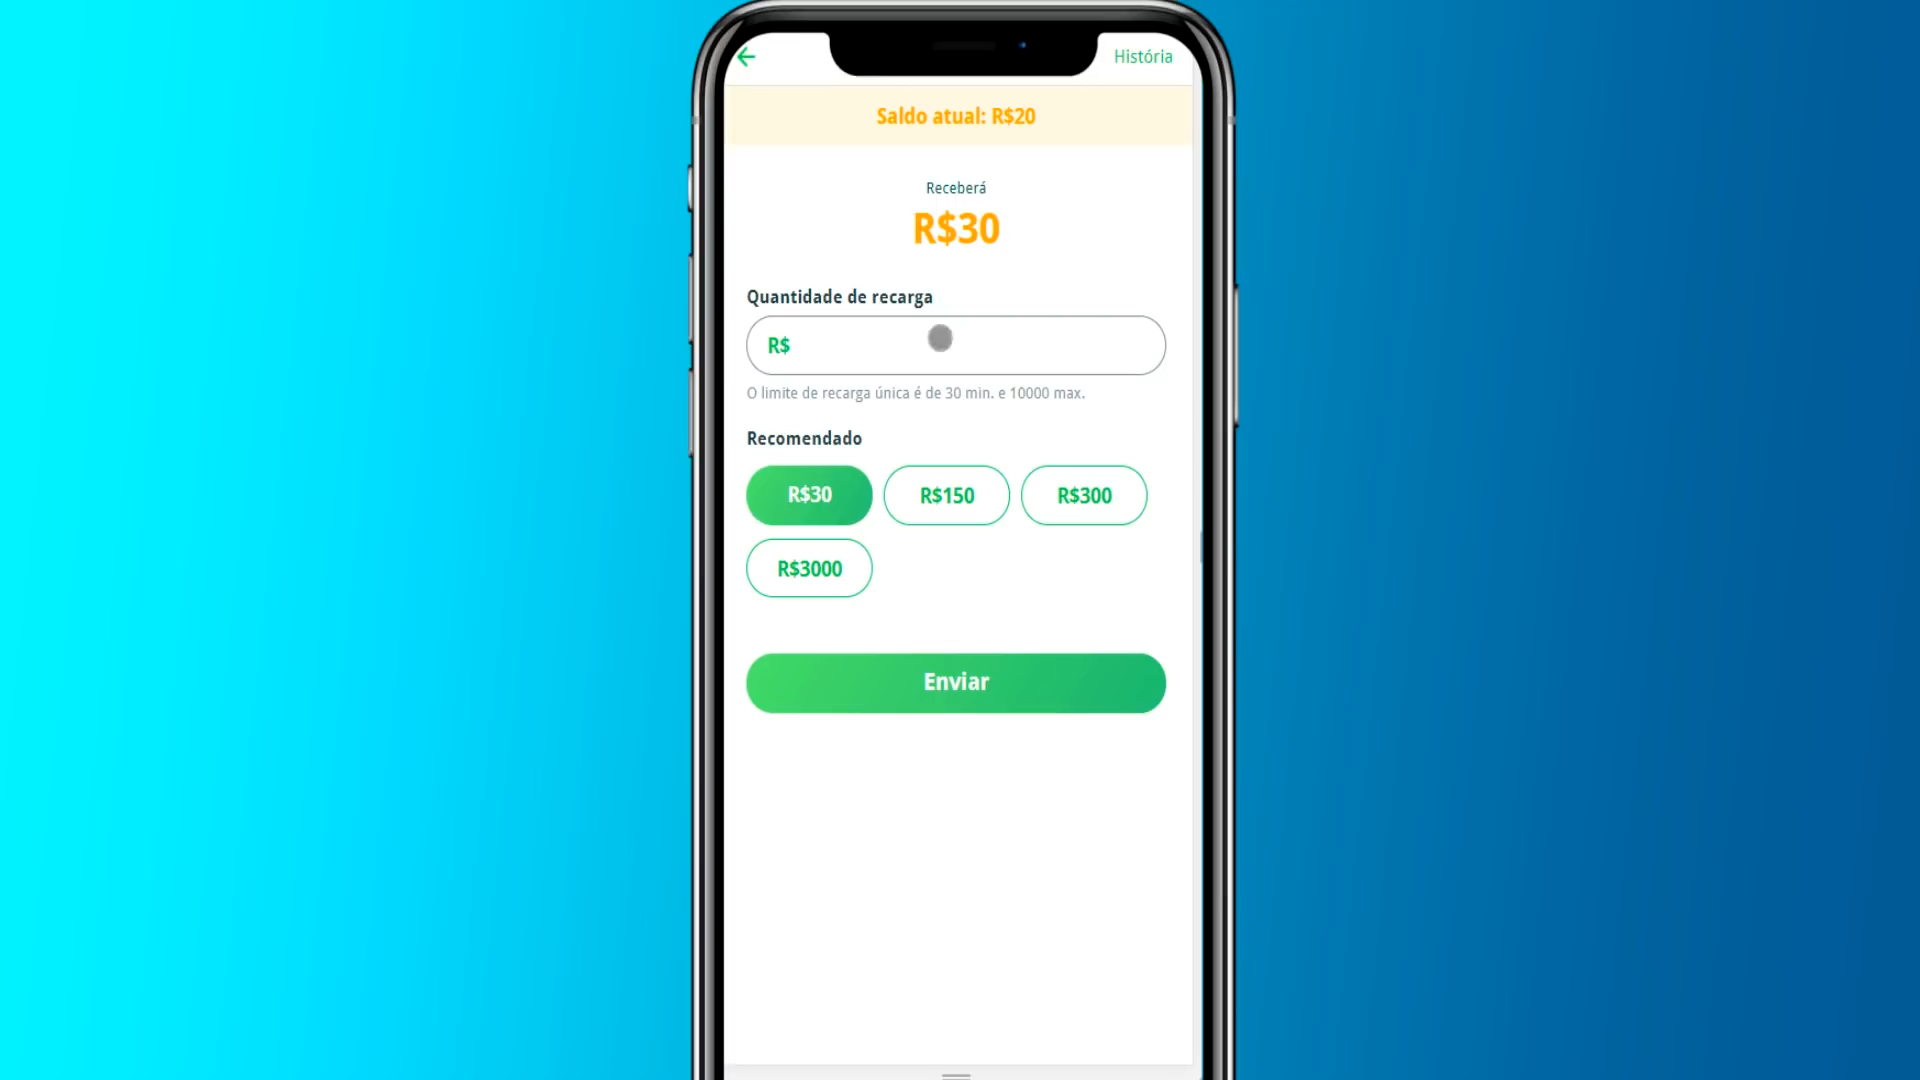 História
Saldo atual: R$20
Receberá
R$30
Quantidade de recarga
R$
O limite de recarga única é de 30 min. e 10000 max.
Recomendado
R$30 R$150 R$300
R$3000
Enviar